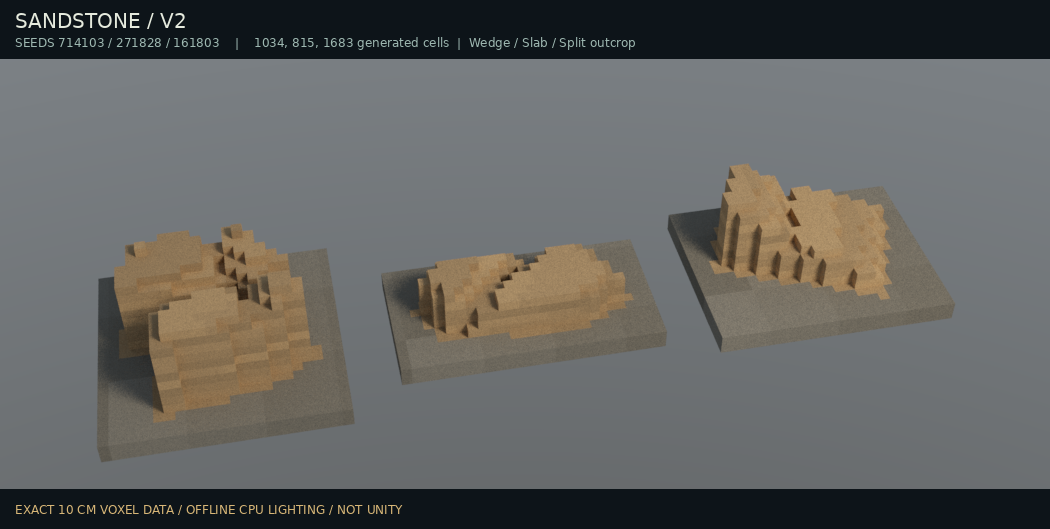 SANDSTONE / V2
SEEDS 714103 / 271828 / 161803 | 1034, 815, 1683 generated cells | Wedge / Slab / Split outcrop
EXACT 10 CM VOXEL DATA / OFFLINE CPU LIGHTING / NOT UNITY